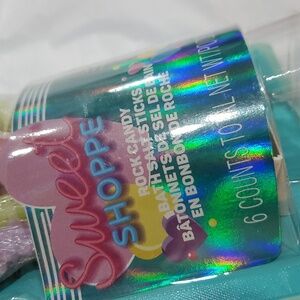 Sweet
SHOPPE
ROCK CANDY
BATH SALT STICKS
BÂTONNETS DE SEL DE BAIN
EN BONBON DE ROCHE
6 COUNTS TOTAL NET WT